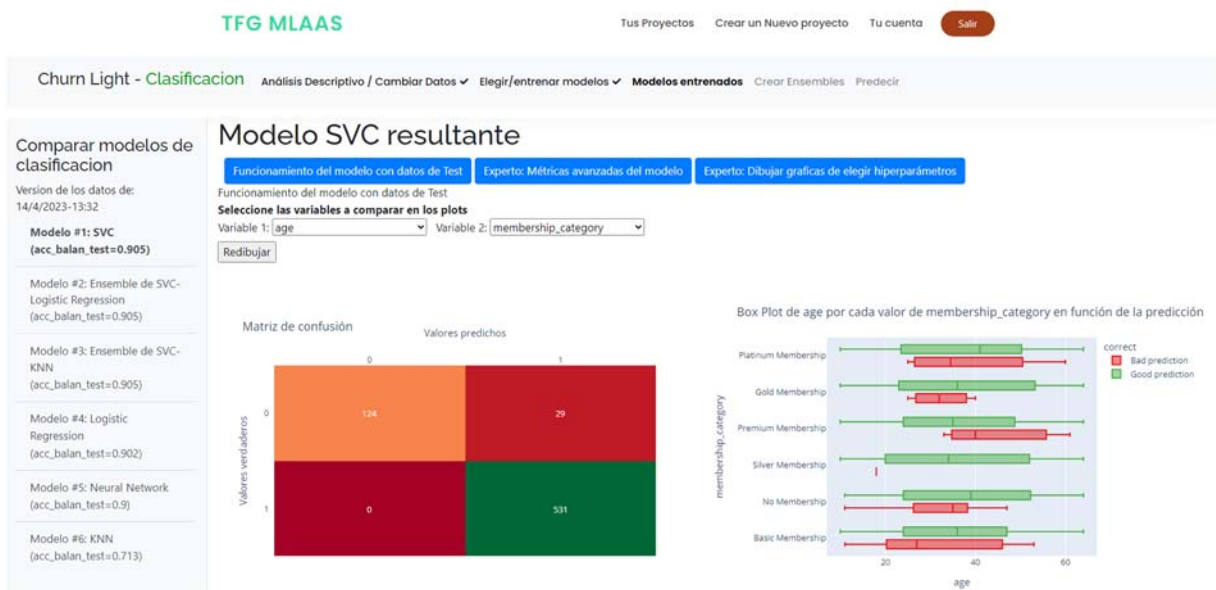 TFG MLAAS
Tus Proyectos
Crear un Nuevo proyecto
Tu cuenta
Salir
Churn Light - Clasificacion
Análisis Descriptivo / Cambiar Datos ✔
Elegir/entrenar modelos ✔
Modelos entrenados
Crear Ensembles
Predecir
Comparar modelos de
clasificacion
Version de los datos de:
14/4/2023-13:32
Modelo #1: SVC
(acc_balan_test=0.905)
Modelo #2: Ensemble de SVC-
Logistic Regression
(acc_balan_test=0.905)
Modelo #3: Ensemble de SVC-
KNN
(acc_balan_test=0.905)
Modelo #4: Logistic
Regression
(acc_balan_test=0.902)
Modelo #5: Neural Network
(acc_balan_test=0.9)
Modelo #6: KNN
(acc_balan_test=0.713)
Modelo SVC resultante
Funcionamiento del modelo con datos de Test
Experto: Métricas avanzadas del modelo
Experto: Dibujar graficas de elegir hiperparámetros
Funcionamiento del modelo con datos de Test
Seleccione las variables a comparar en los plots
Variable 1: age
Variable 2: membership_category
Redibujar
Matriz de confusión
Valores predichos
0
1
Valores verdaderos
0
124
29
1
0
531
Box Plot de age por cada valor de membership_category en función de la predicción
membership_category
Platinum Membership
Gold Membership
Premium Membership
Silver Membership
No Membership
Basic Membership
20
40
60
age
correct
Bad prediction
Good prediction